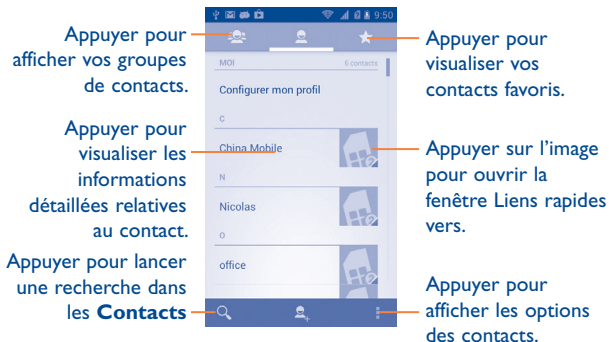 9:50
Appuyer pour
afficher vos groupes
de contacts.
Appuyer pour
visualiser les
informations
détaillées relatives
au contact.
Appuyer pour lancer
une recherche dans
les Contacts
MOI 6 contacts
Configurer mon profil
C
China Mobile
N
Nicolas
O
office
Appuyer pour
visualiser vos
contacts favoris.
Appuyer sur l'image
pour ouvrir la
fenêtre Liens rapides
vers.
Appuyer pour
afficher les options
des contacts.